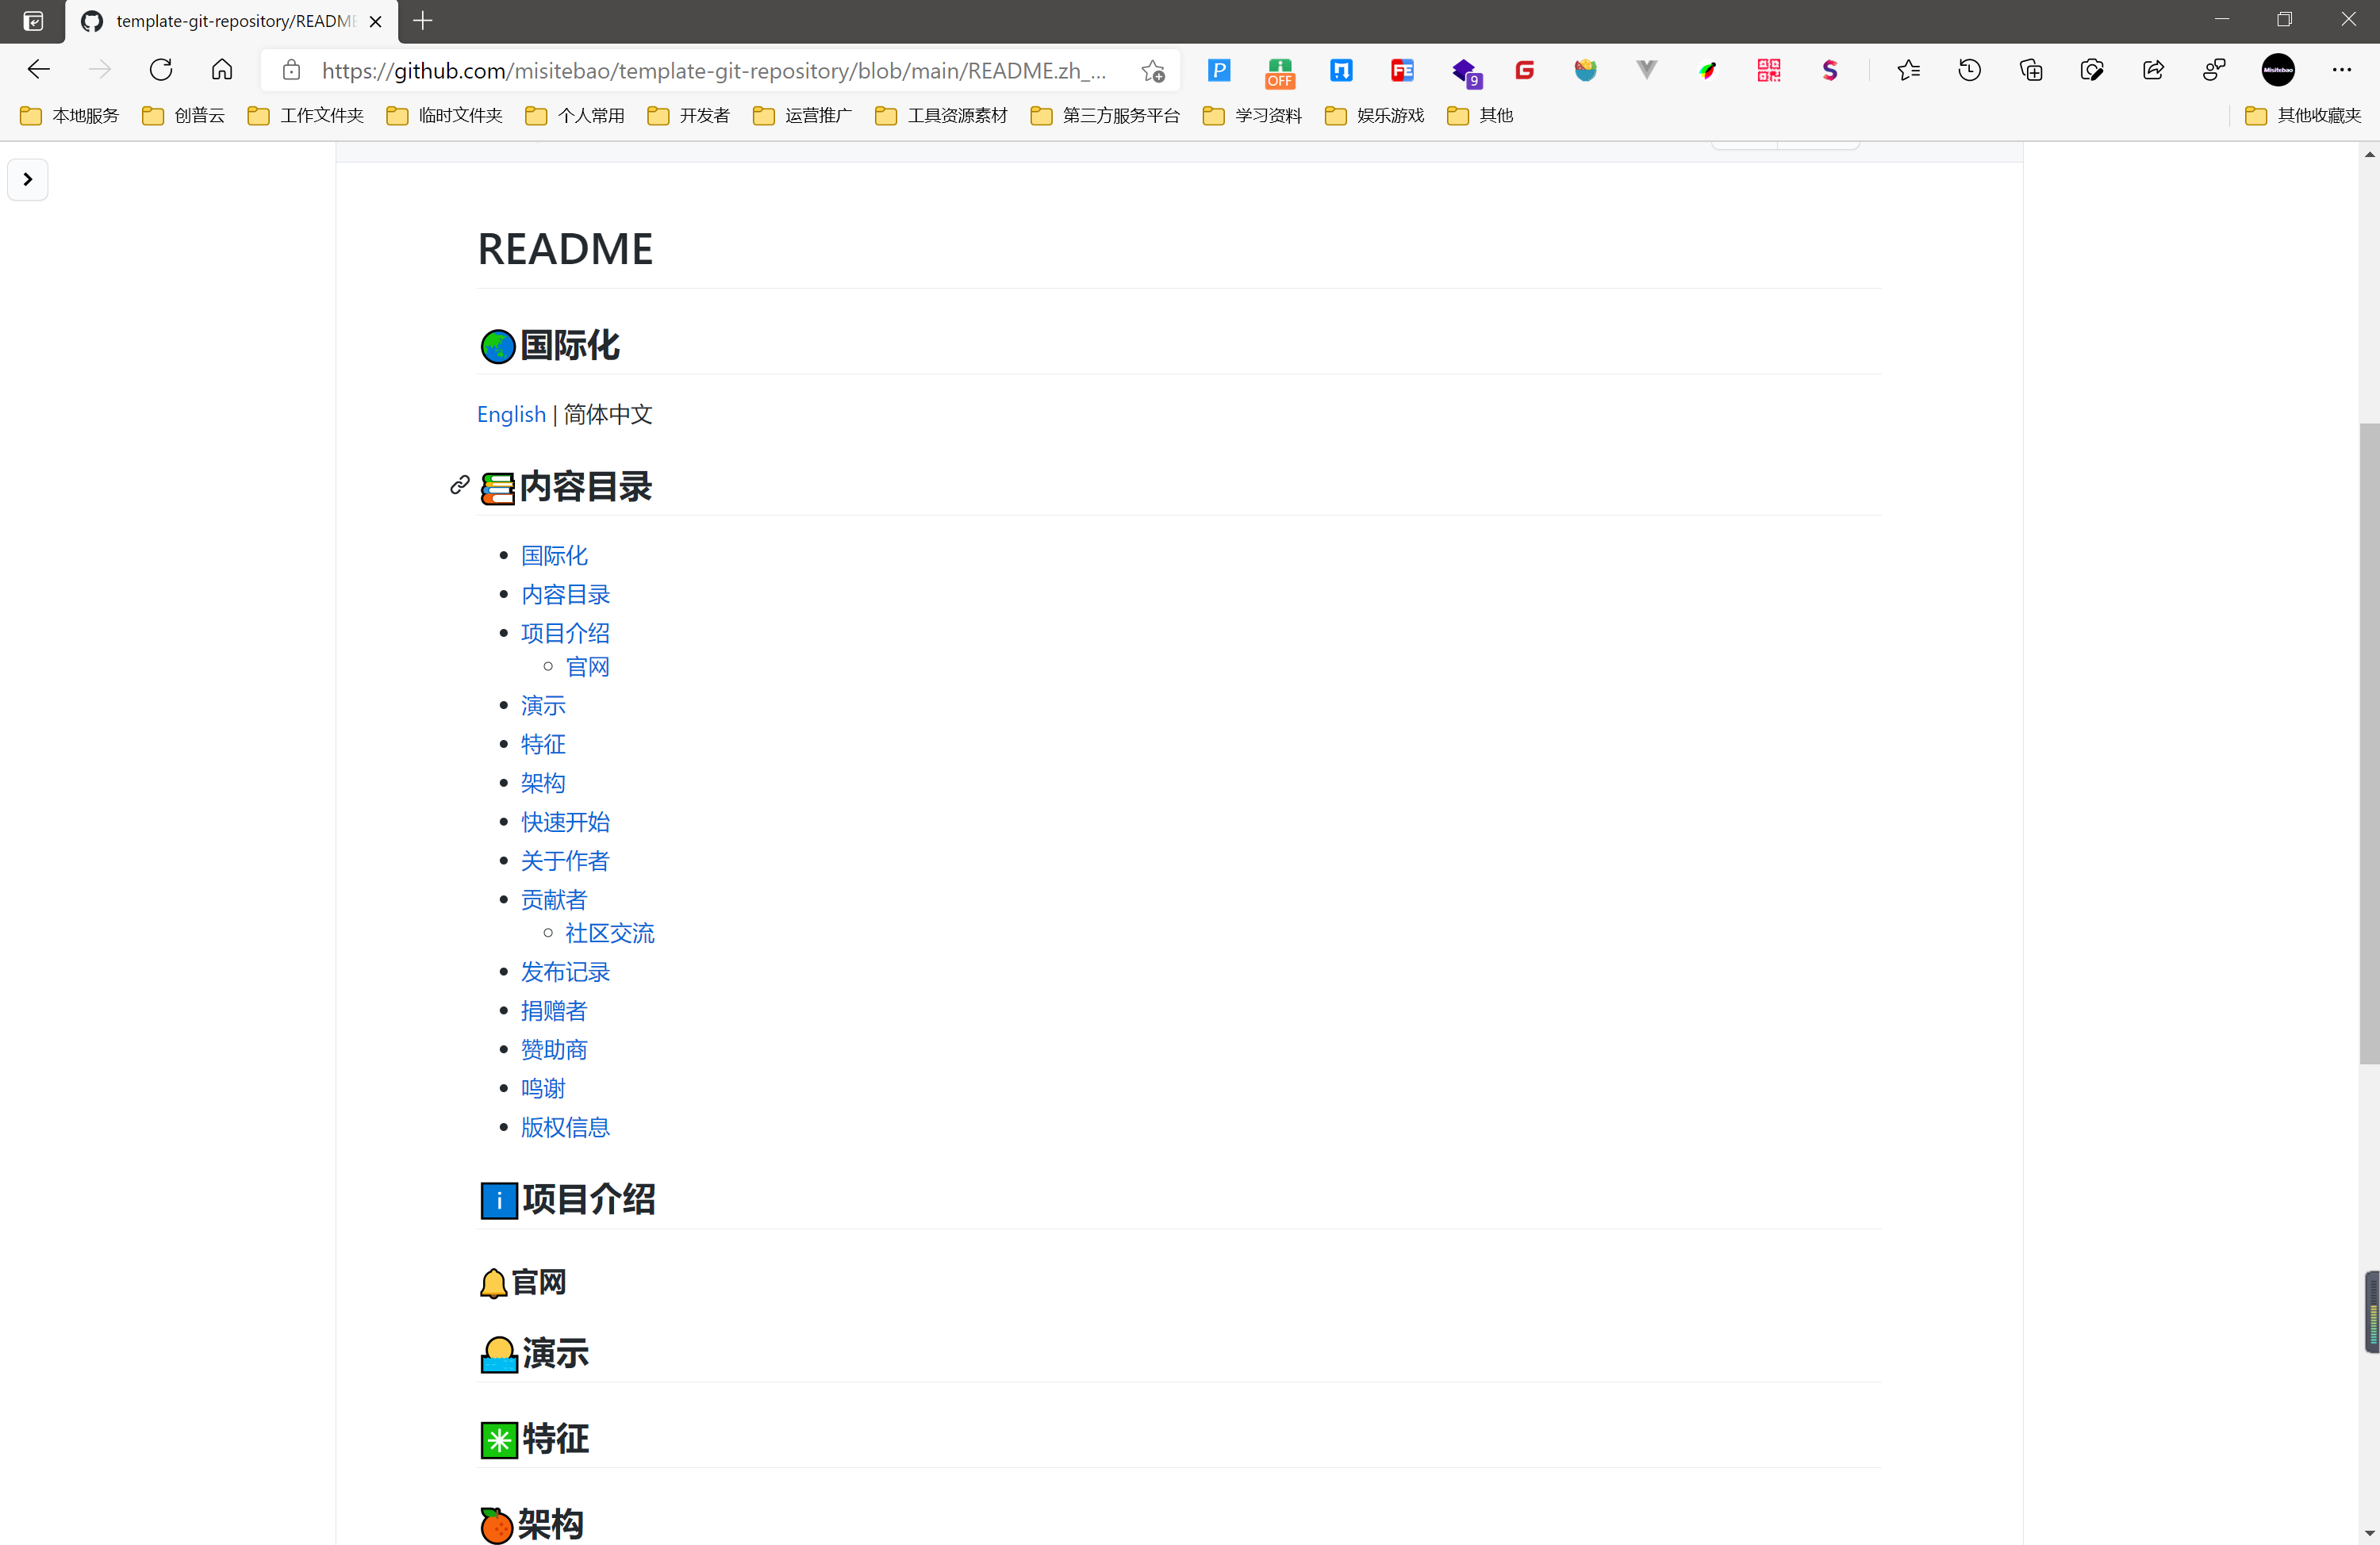 template-git-repository/README
https://github.com/misitebao/template-git-repository/blob/main/README.zh_...
P
OFF
FE
9
G
S
Misitebao
本地服务
创普云
工作文件夹
临时文件夹
个人常用
开发者
运营推广
工具资源素材
第三方服务平台
学习资料
娱乐游戏
其他
其他收藏夹
README
国际化
English | 简体中文
内容目录
国际化
内容目录
项目介绍
官网
演示
特征
架构
快速开始
关于作者
贡献者
社区交流
发布记录
捐赠者
赞助商
鸣谢
版权信息
项目介绍
官网
演示
特征
架构